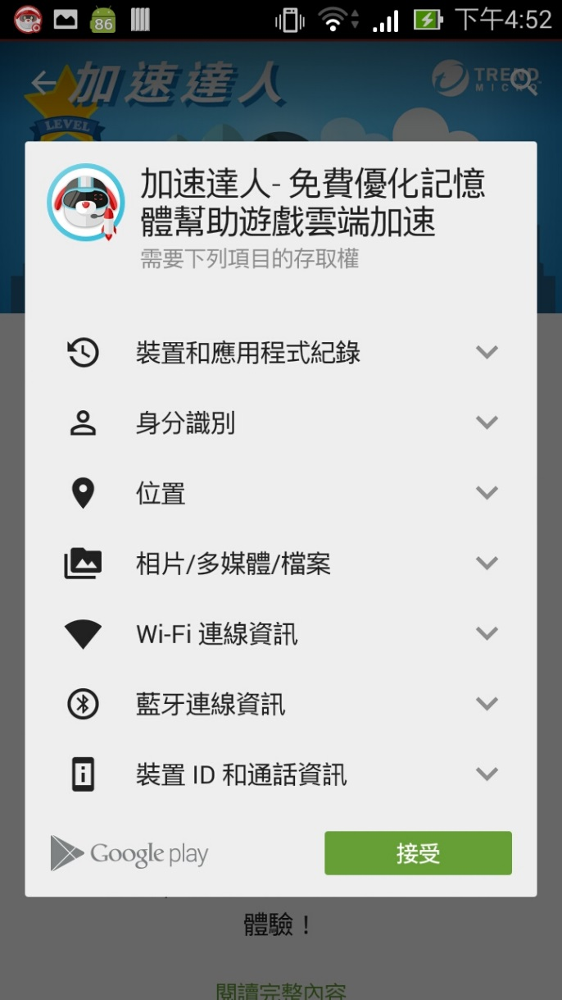 86
下午4:52
加速達人
TREND
MICRO
LEVEL
加速達人- 免費優化記憶
體幫助遊戲雲端加速
需要下列項目的存取權
裝置和應用程式紀錄
身分識別
位置
相片/多媒體/檔案
Wi-Fi 連線資訊
藍牙連線資訊
裝置 ID 和通話資訊
Google play
接受
體驗！
閱讀完整內容